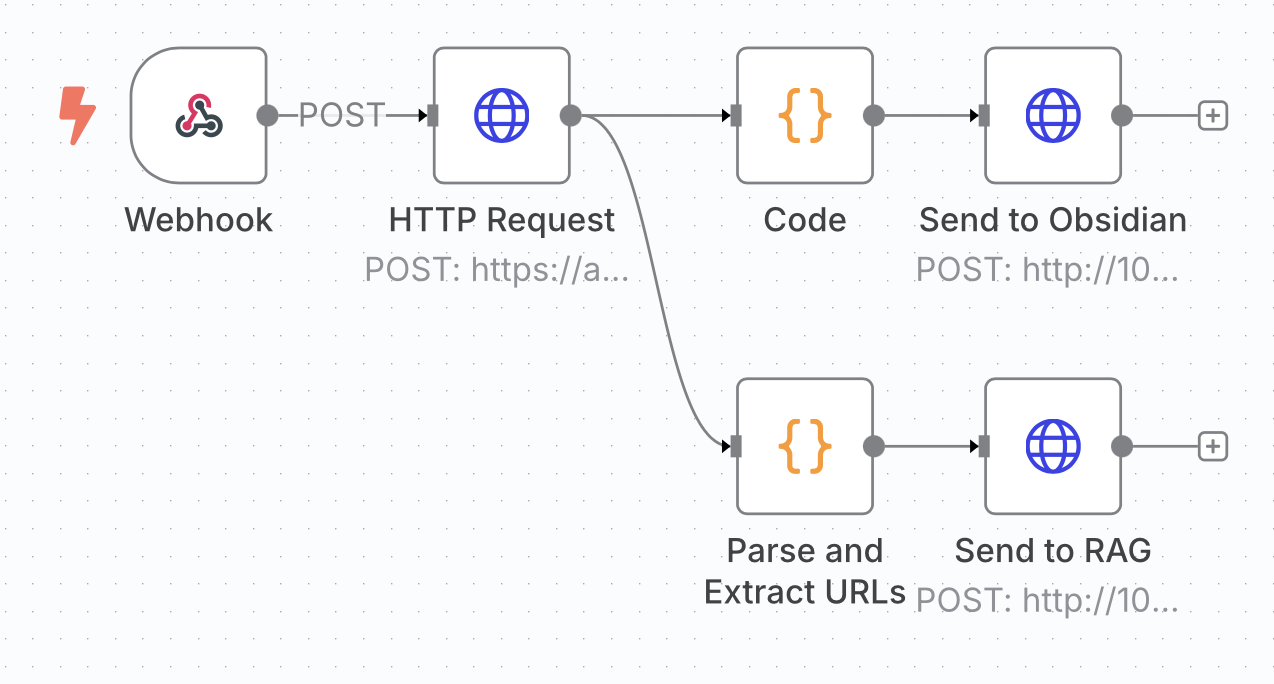 POST
Webhook
HTTP Request
POST: https://a...
Code
Send to Obsidian
POST: http://10...
Parse and
Extract URLs
Send to RAG
POST: http://10...